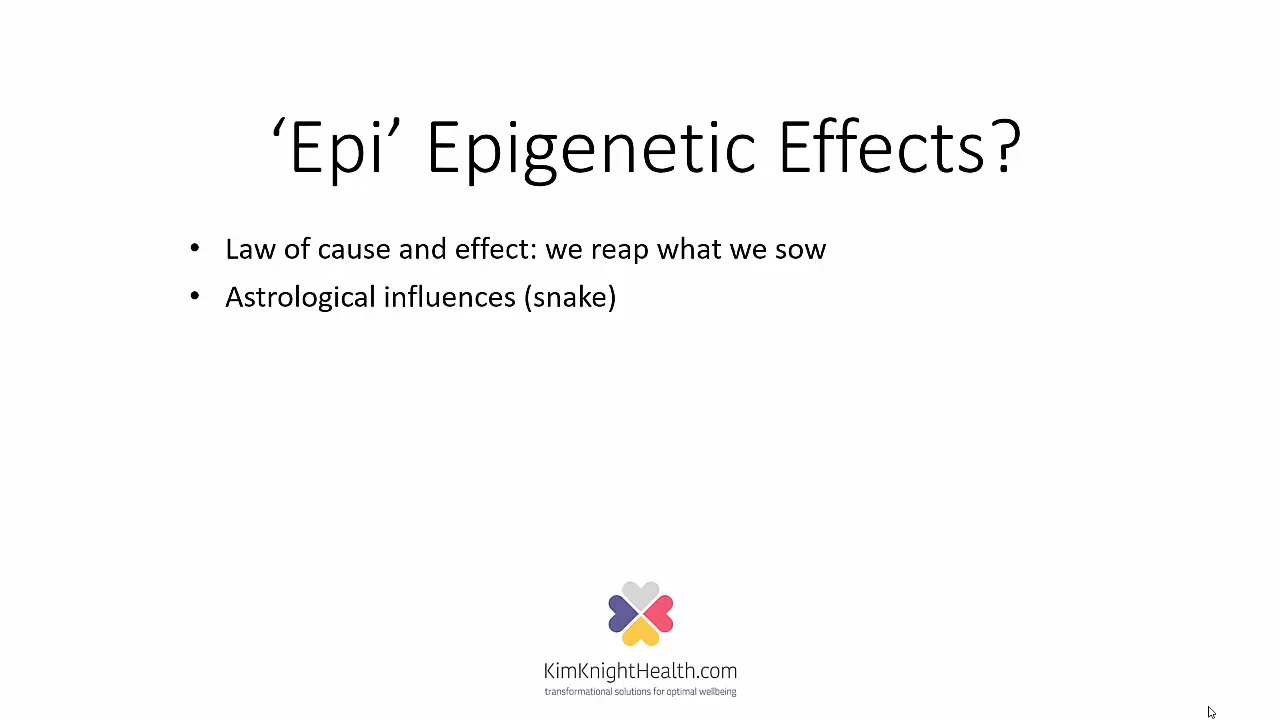 ‘Epi’ Epigenetic Effects?
• Law of cause and effect: we reap what we sow
• Astrological influences (snake)
KimKnightHealth.com
transformational solutions for optimal wellbeing